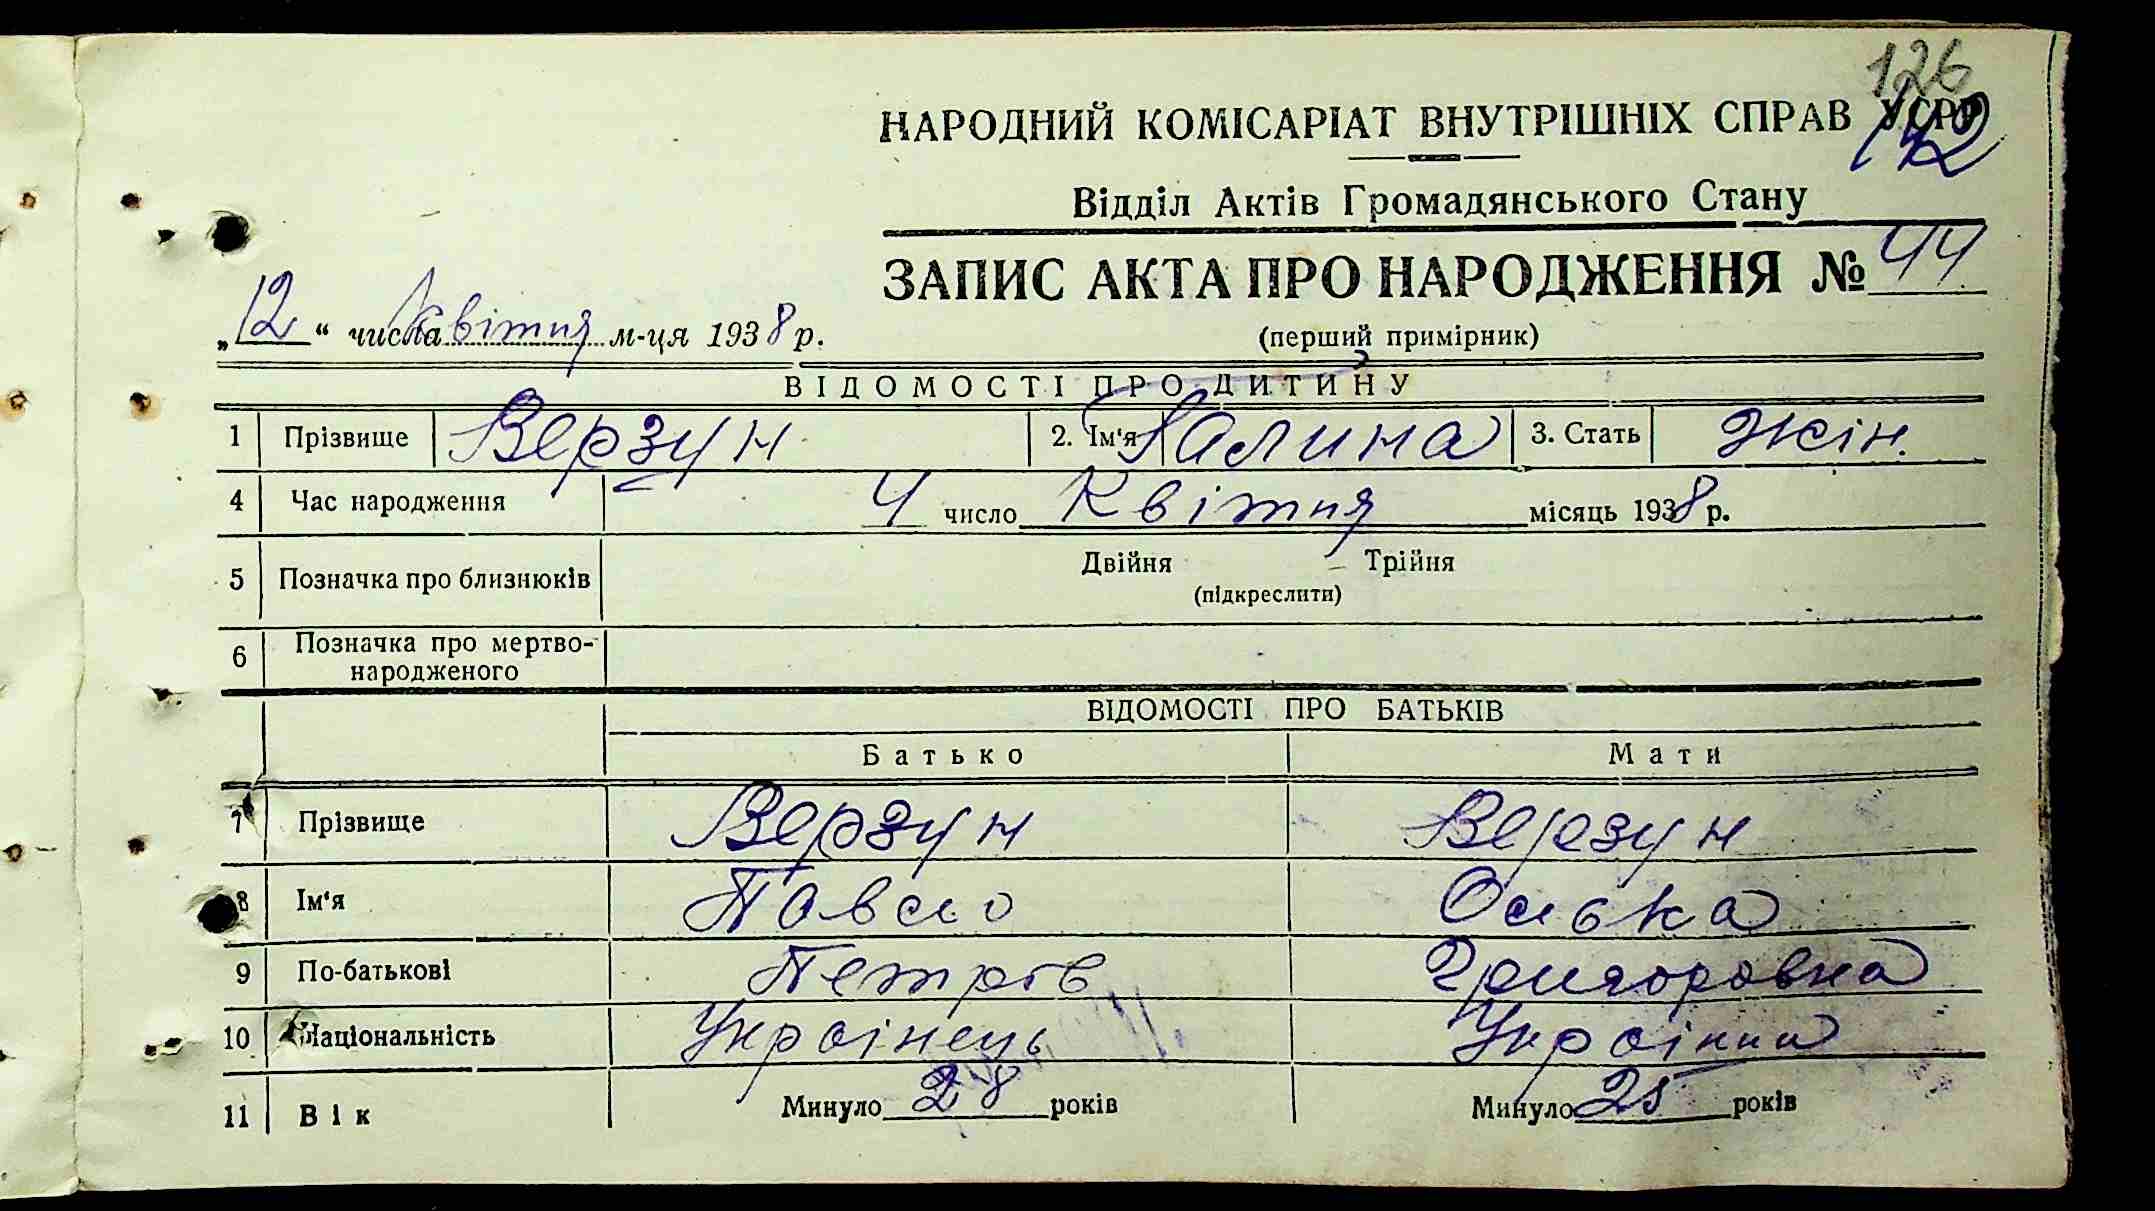 126
142
НАРОДНИЙ КОМІСАРІАТ ВНУТРІШНІХ СПРАВ УСРР
Відділ Актів Громадянського Стану
ЗАПИС АКТА ПРО НАРОДЖЕННЯ № 44
„12“ числа квітня м-ця 1938 р.
(перший примірник)
ВІДОМОСТІ ПРО ДИТИНУ
1 Прізвище Верзун 2. Ім'я Галина 3. Стать жін.
4 Час народження 4 число Квітня місяць 1938 р.
5 Позначка про близнюків Двійня – Трійня
(підкреслити)
6 Позначка про мертво-
народженого
ВІДОМОСТІ ПРО БАТЬКІВ
Батько Мати
7 Прізвище Верзун Верзун
8 Ім'я Павло Олька
9 По-батькові Петров Григоровна
10 Національність Українець Українка
11 Вік Минуло 28 років Минуло 25 років